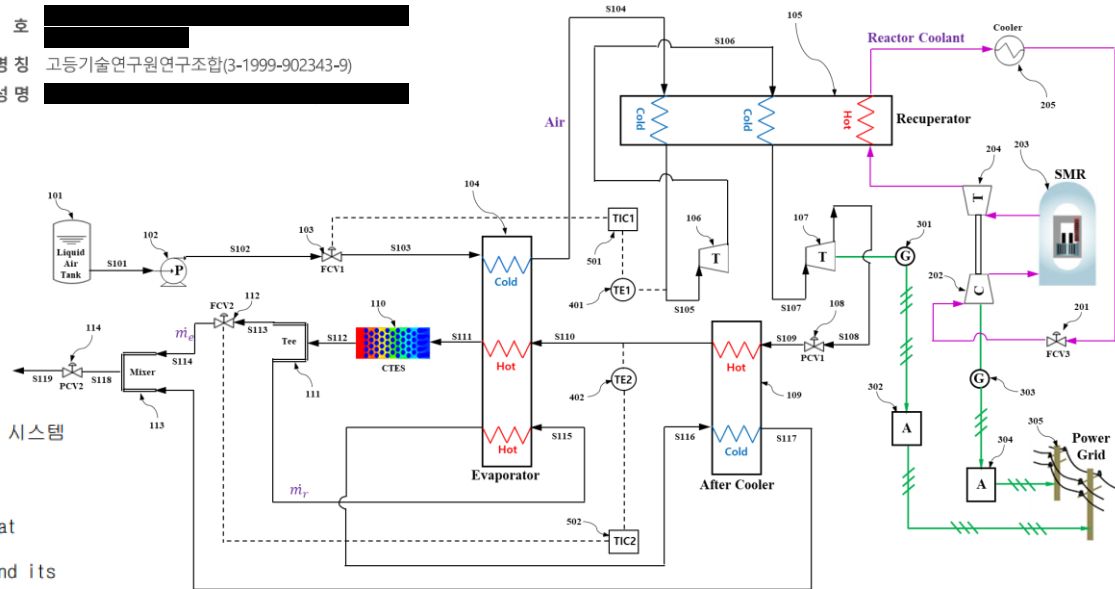 호
명 칭 고등기술연구원연구조합(3-1999-902343-9)
성 명
시스템
at
nd its
S104
S106
105
Reactor Coolant
Cooler
205
Air
Cold
Cold
Hot
Recuperator
204
203
SMR
T
101
Liquid
Air
Tank
S101
102
P
S102
103
FCV1
S103
104
Cold
TIC1
501
TE1
401
S105
106
T
107
T
S107
301
G
202
C
201
FCV3
112
FCV2
S113
110
CTES
S112
S111
Hot
S110
S109
108
PCV1
S108
114
PCV2
S119
S118
ṁe
S114
Mixer
113
Tee
111
TE2
402
Hot
109
303
G
302
A
304
A
305
Power
Grid
Hot
S115
Evaporator
ṁr
S116
Cold
S117
After Cooler
502
TIC2